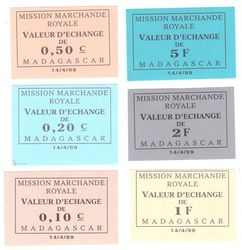 MISSION MARCHANDE
ROYALE
VALEUR D'ECHANGE
DE
0,50 C
MADAGASCAR
14/4/99
MISSION MARCHANDE
ROYALE
VALEUR D'ECHANGE
DE
5F
MADAGASCAR
14/4/99
MISSION MARCHANDE
ROYALE
VALEUR D'ECHANGE
DE
0,20 C
MADAGASCAR
14/4/99
MISSION MARCHANDE
ROYALE
VALEUR D'ECHANGE
DE
2F
MADAGASCAR
14/4/99
MISSION MARCHANDE
ROYALE
VALEUR D'ECHANGE
DE
0,10 C
MADAGASCAR
14/4/99
MISSION MARCHANDE
ROYALE
VALEUR D'ECHANGE
DE
1F
MADAGASCAR
14/4/99